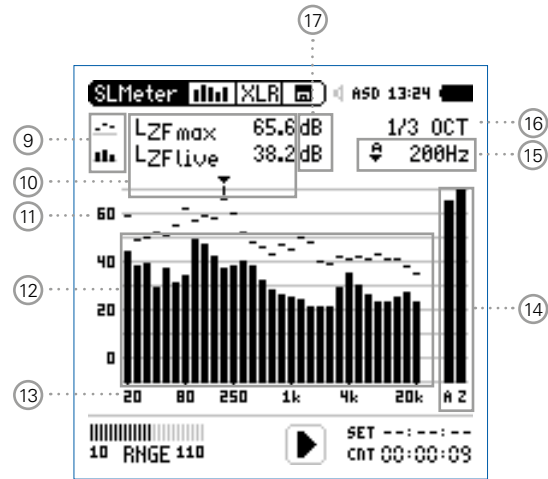 17
SLMeter XLR ASD 13:24
9 LZFmax 65.6 dB 1/3 OCT 16
LZFlive 38.2 dB 200Hz 15
10
11 60
40
12 20 14
0
13 20 80 250 1k 4k 20k A Z
10 RNGE 110 SET --:--:--
CNT 00:00:09